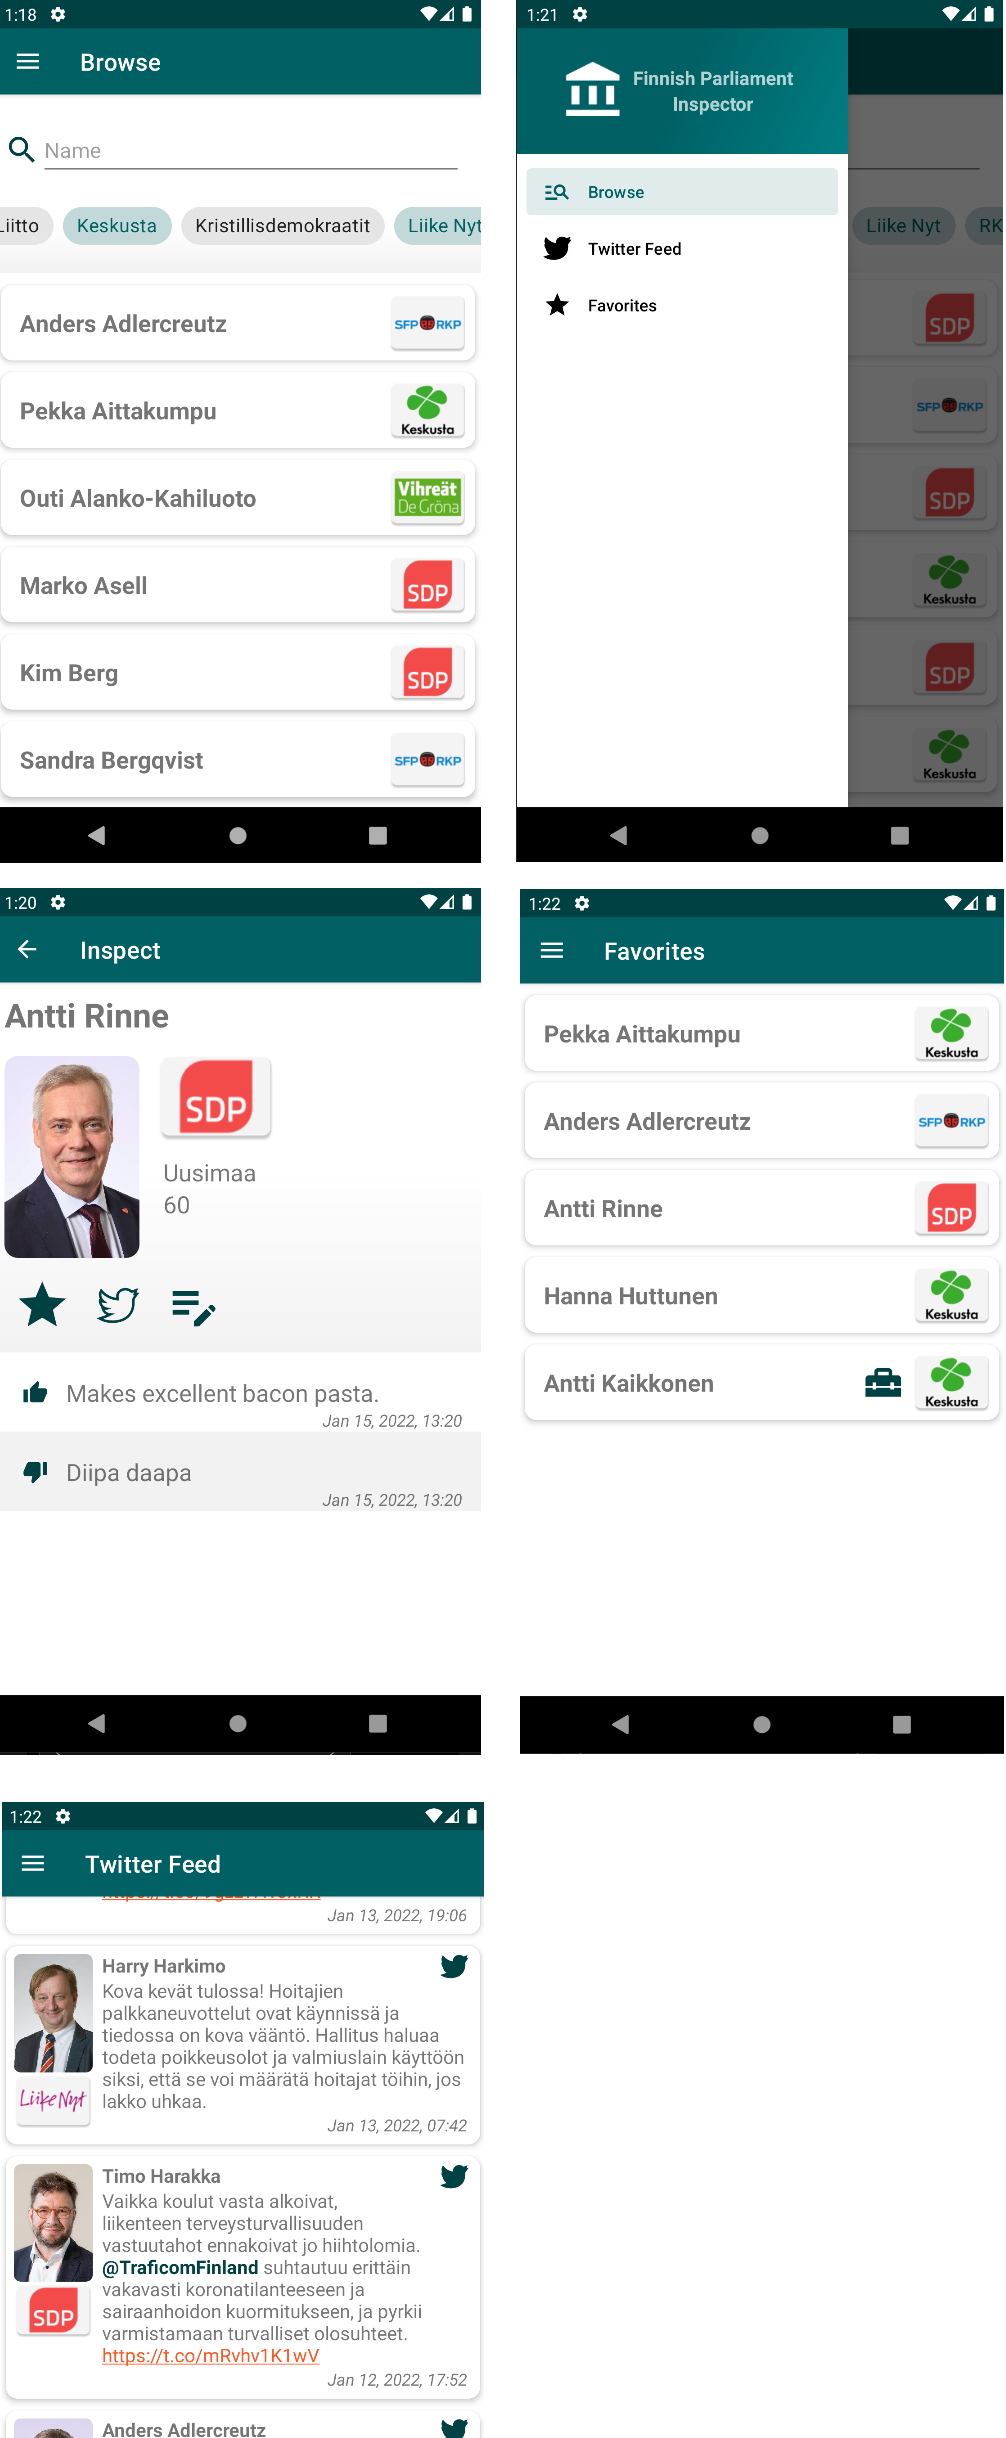 1:18
Browse
Name
Liitto
Keskusta
Kristillisdemokraatit
Liike Nyt
Anders Adlercreutz
SFP RKP
Pekka Aittakumpu
Keskusta
Outi Alanko-Kahiluoto
Vihreät
De Gröna
Marko Asell
SDP
Kim Berg
SDP
Sandra Bergqvist
SFP RKP
1:21
Finnish Parliament
Inspector
Browse
Twitter Feed
Favorites
Liike Nyt
RK
SDP
SFP RKP
SDP
Keskusta
SDP
Keskusta
1:20
Inspect
Antti Rinne
SDP
Uusimaa
60
Makes excellent bacon pasta.
Jan 15, 2022, 13:20
Diipa daapa
Jan 15, 2022, 13:20
1:22
Favorites
Pekka Aittakumpu
Keskusta
Anders Adlercreutz
SFP RKP
Antti Rinne
SDP
Hanna Huttunen
Keskusta
Antti Kaikkonen
Keskusta
1:22
Twitter Feed
Jan 13, 2022, 19:06
Harry Harkimo
Kova kevät tulossa! Hoitajien
palkkaneuvottelut ovat käynnissä ja
tiedossa on kova vääntö. Hallitus haluaa
todeta poikkeusolot ja valmiuslain käyttöön
siksi, että se voi määrätä hoitajat töihin, jos
lakko uhkaa.
Liike Nyt
Jan 13, 2022, 07:42
Timo Harakka
Vaikka koulut vasta alkoivat,
liikenteen terveysturvallisuuden
vastuutahot ennakoivat jo hiihtolomia.
@TraficomFinland suhtautuu erittäin
vakavasti koronatilanteeseen ja
sairaanhoidon kuormitukseen, ja pyrkii
varmistamaan turvalliset olosuhteet.
https://t.co/mRvhv1K1wV
SDP
Jan 12, 2022, 17:52
Anders Adlercreutz